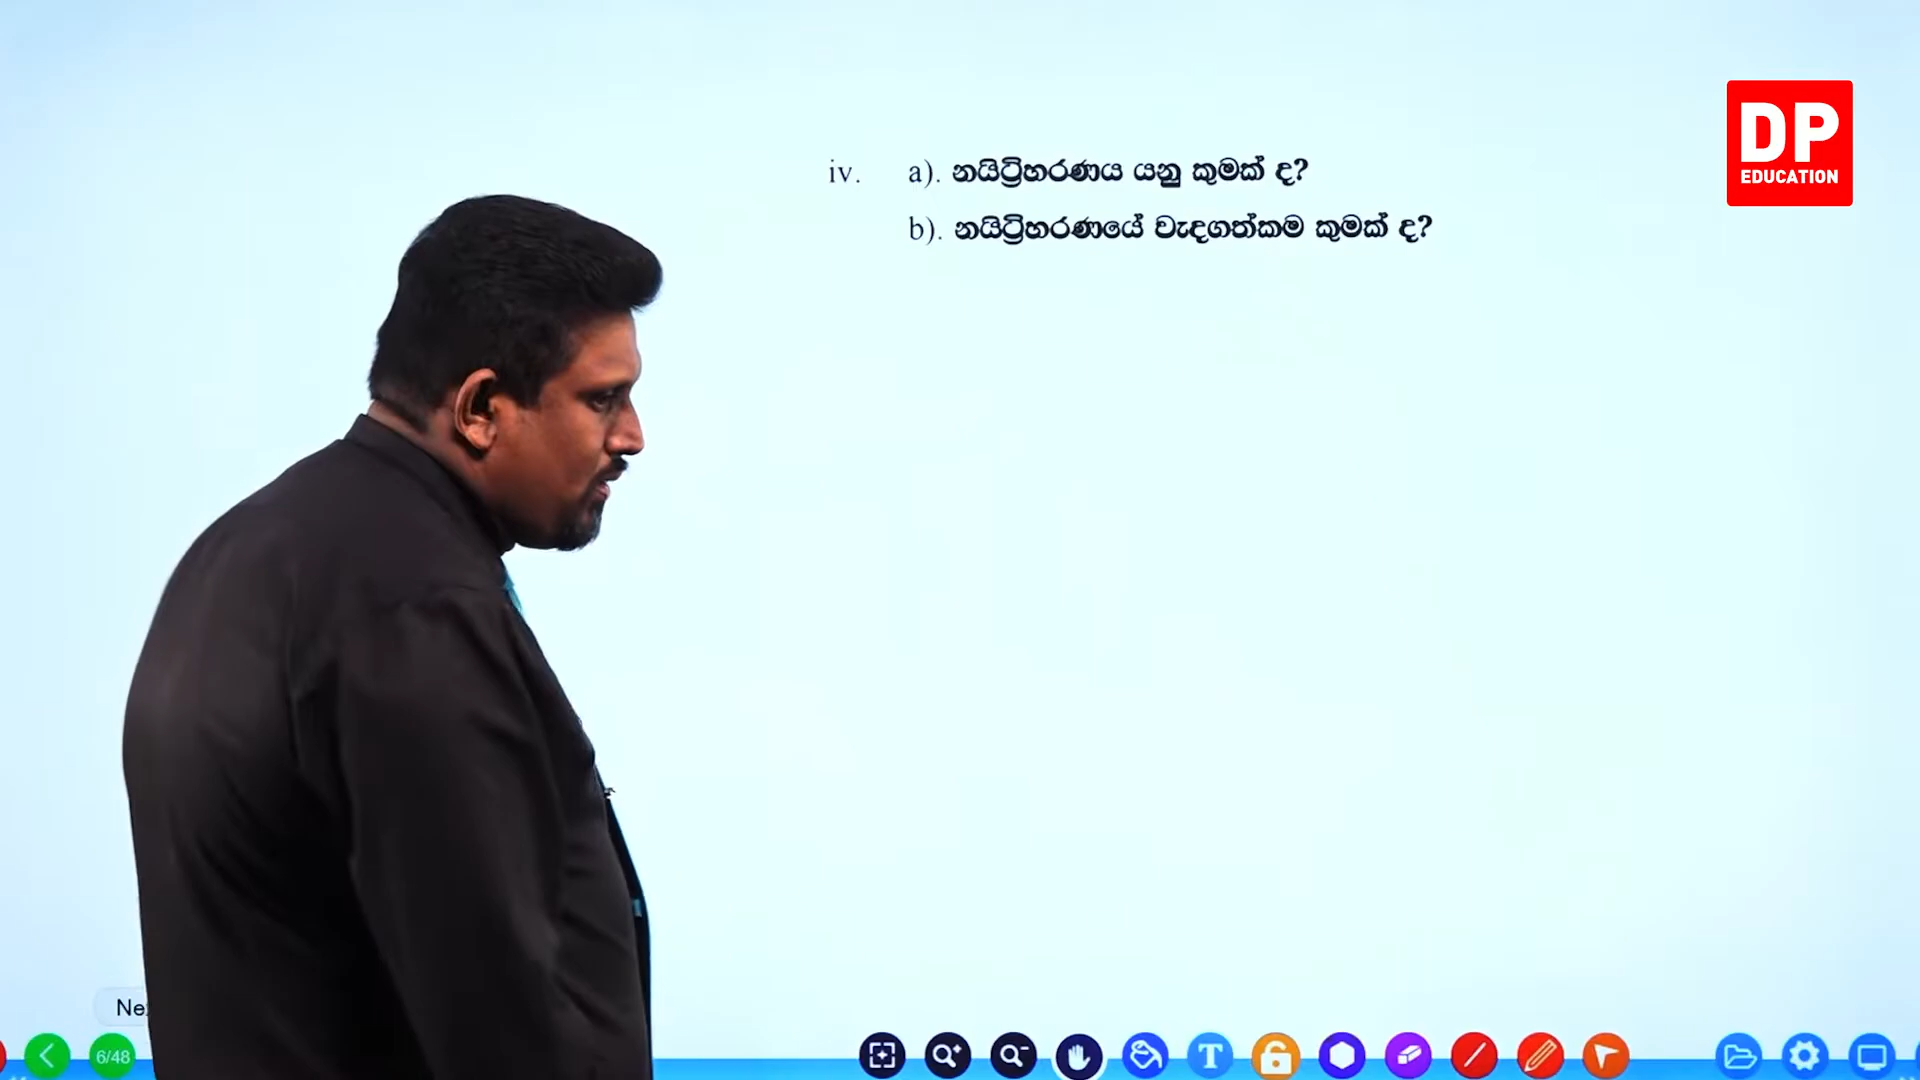 DP
EDUCATION
iv. a). නයිට්‍රිහරණය යනු කුමක් ද?
b). නයිට්‍රිහරණයේ වැදගත්කම කුමක් ද?
6/48
T